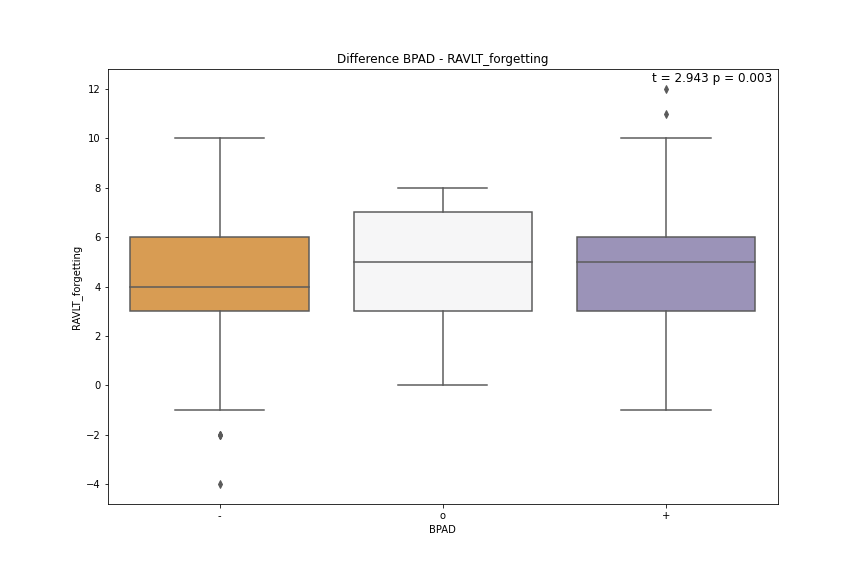 Difference BPAD - RAVLT_forgetting
t = 2.943 p = 0.003
12
10
8
6
4
2
0
−2
−4
RAVLT_forgetting
-
o
+
BPAD